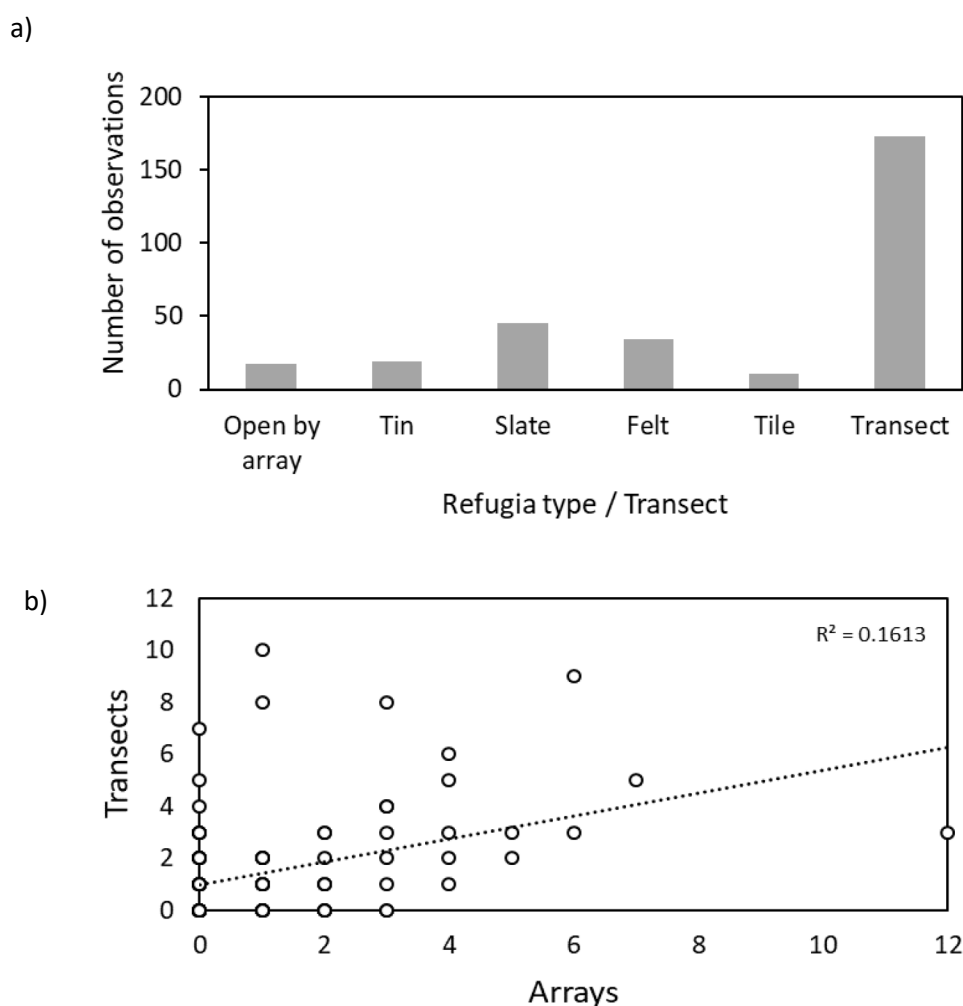 a)
Number of observations
200
150
100
50
0
Open by array
Tin
Slate
Felt
Tile
Transect
Refugia type / Transect
b)
Transects
12
10
8
6
4
2
0
R² = 0.1613
0
2
4
6
8
10
12
Arrays